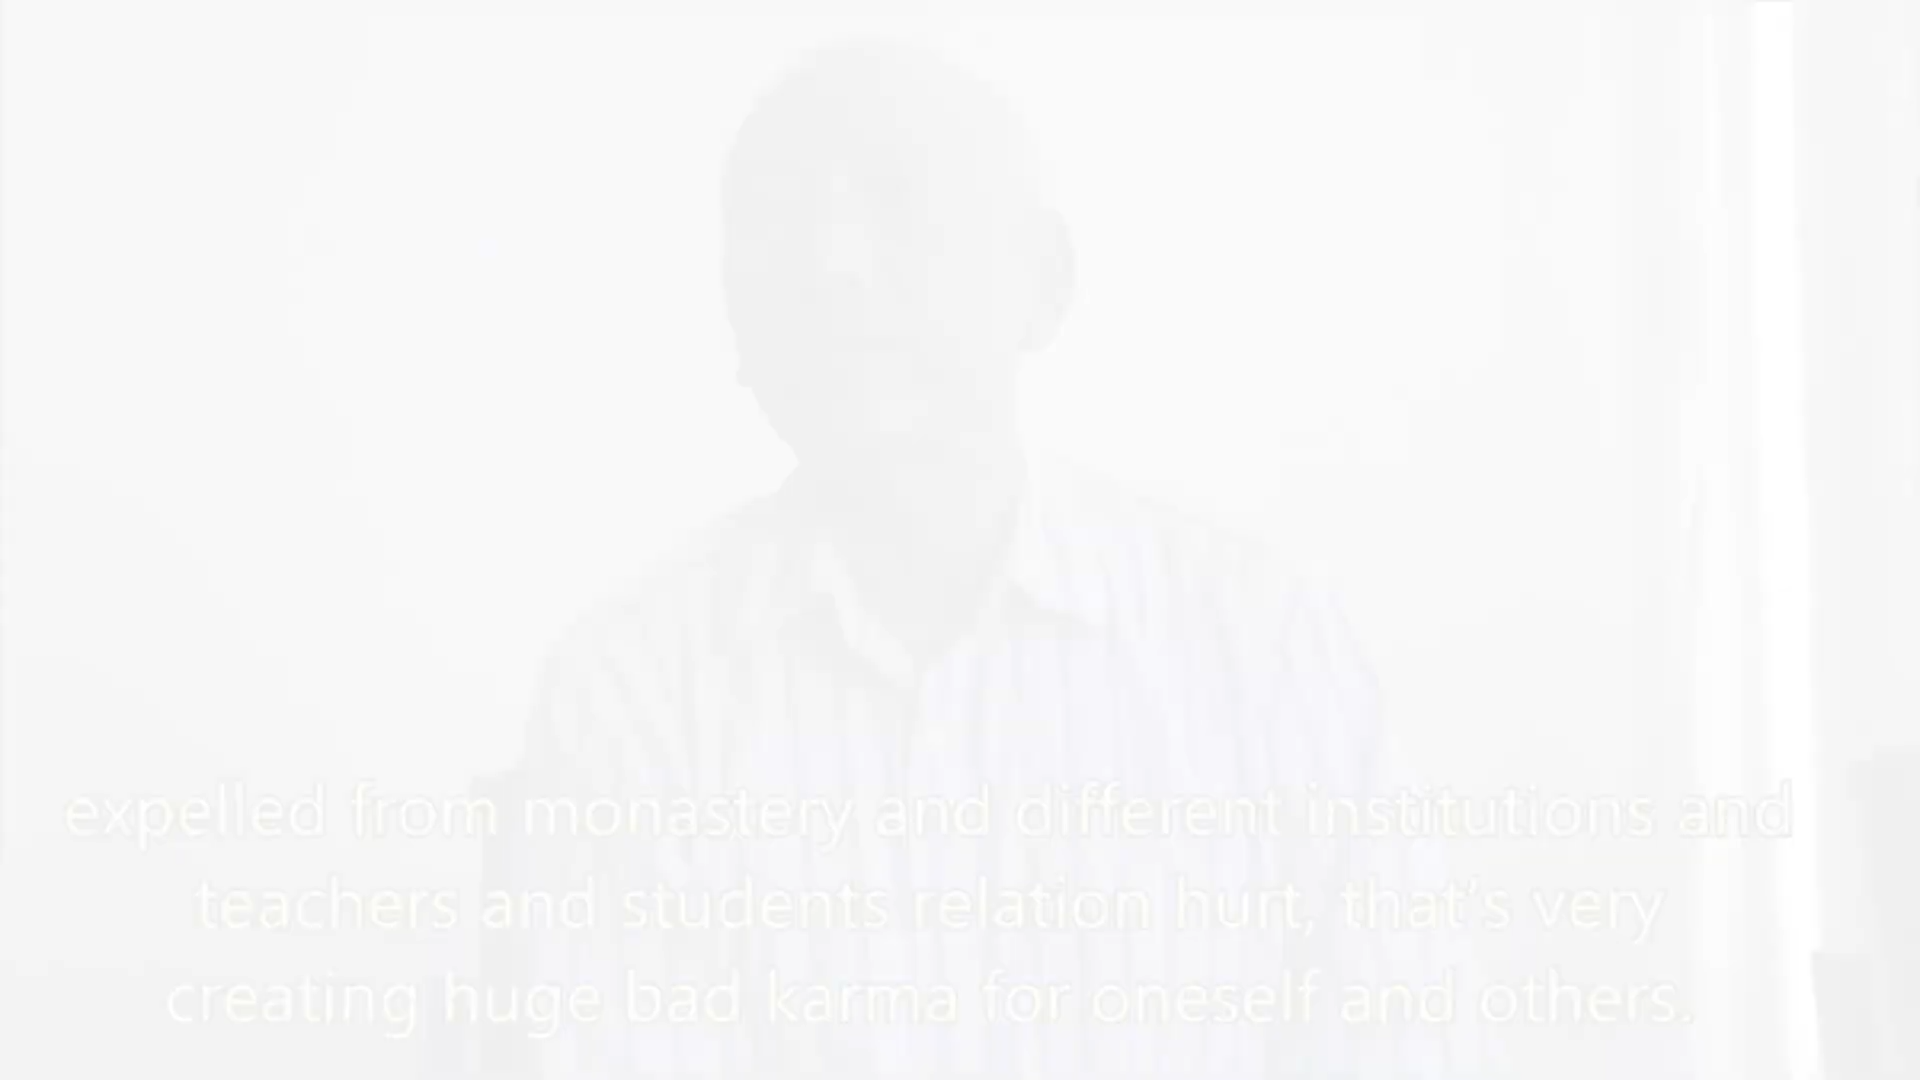 expelled from monastery and different institutions and
teachers and students relation hurt, that's very
creating huge bad karma for oneself and others.